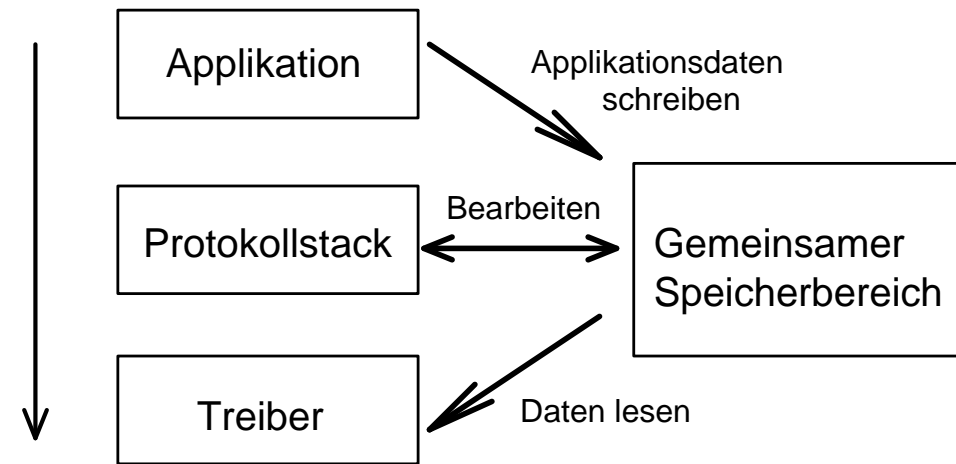 Applikation
Applikationsdaten
schreiben
Bearbeiten
Protokollstack
Gemeinsamer
Speicherbereich
Treiber
Daten lesen